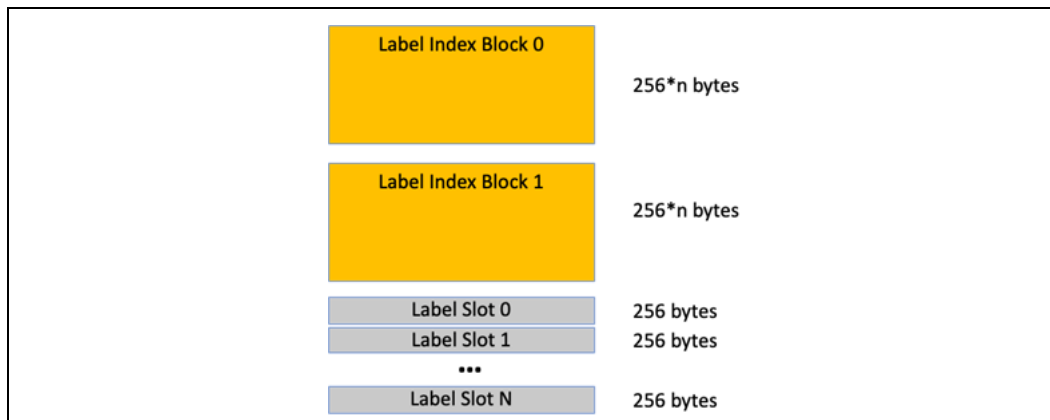 Label Index Block 0
256*n bytes
Label Index Block 1
256*n bytes
Label Slot 0 256 bytes
Label Slot 1 256 bytes
•••
Label Slot N 256 bytes